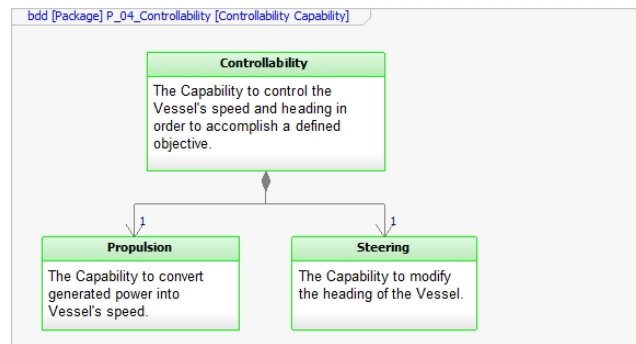 bdd [Package] P_04_Controllability [Controllability Capability]
Controllability
The Capability to control the
Vessel's speed and heading in
order to accomplish a defined
objective.
1
1
Propulsion
The Capability to convert
generated power into
Vessel's speed.
Steering
The Capability to modify
the heading of the Vessel.